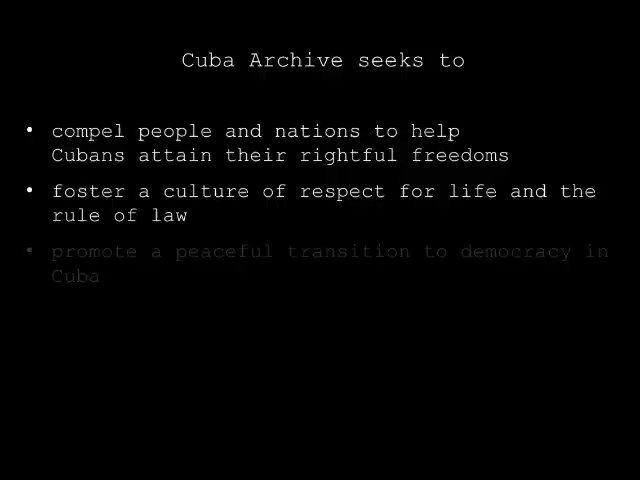 Cuba Archive seeks to
• compel people and nations to help
Cubans attain their rightful freedoms
• foster a culture of respect for life and the
rule of law
• promote a peaceful transition to democracy in
Cuba